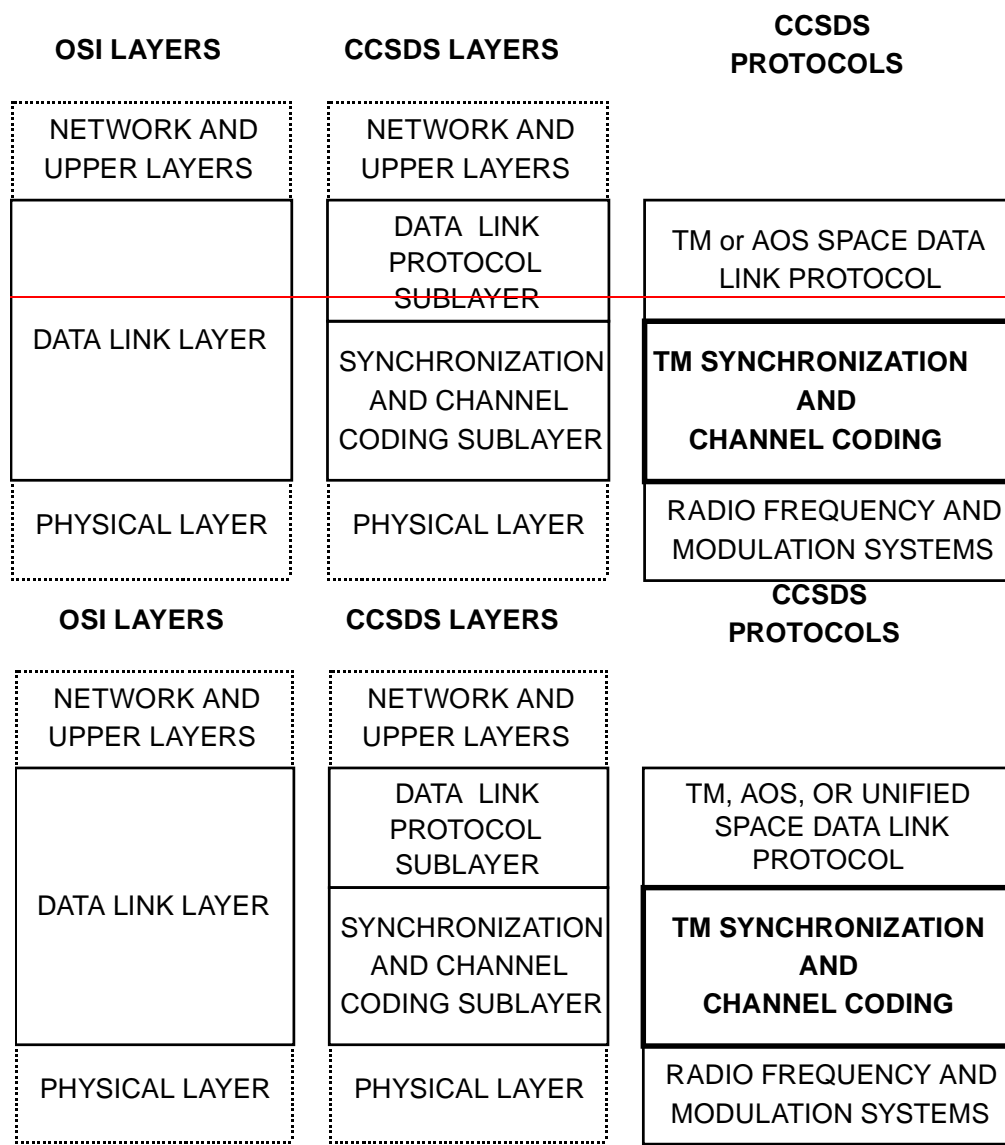 OSI LAYERS
CCSDS LAYERS
CCSDS
PROTOCOLS
NETWORK AND
UPPER LAYERS
NETWORK AND
UPPER LAYERS
DATA LINK LAYER
DATA LINK
PROTOCOL
SUBLAYER
TM or AOS SPACE DATA
LINK PROTOCOL
SYNCHRONIZATION
AND CHANNEL
CODING SUBLAYER
TM SYNCHRONIZATION
AND
CHANNEL CODING
PHYSICAL LAYER
PHYSICAL LAYER
RADIO FREQUENCY AND
MODULATION SYSTEMS
OSI LAYERS
CCSDS LAYERS
CCSDS
PROTOCOLS
NETWORK AND
UPPER LAYERS
NETWORK AND
UPPER LAYERS
DATA LINK LAYER
DATA LINK
PROTOCOL
SUBLAYER
TM, AOS, OR UNIFIED
SPACE DATA LINK
PROTOCOL
SYNCHRONIZATION
AND CHANNEL
CODING SUBLAYER
TM SYNCHRONIZATION
AND
CHANNEL CODING
PHYSICAL LAYER
PHYSICAL LAYER
RADIO FREQUENCY AND
MODULATION SYSTEMS